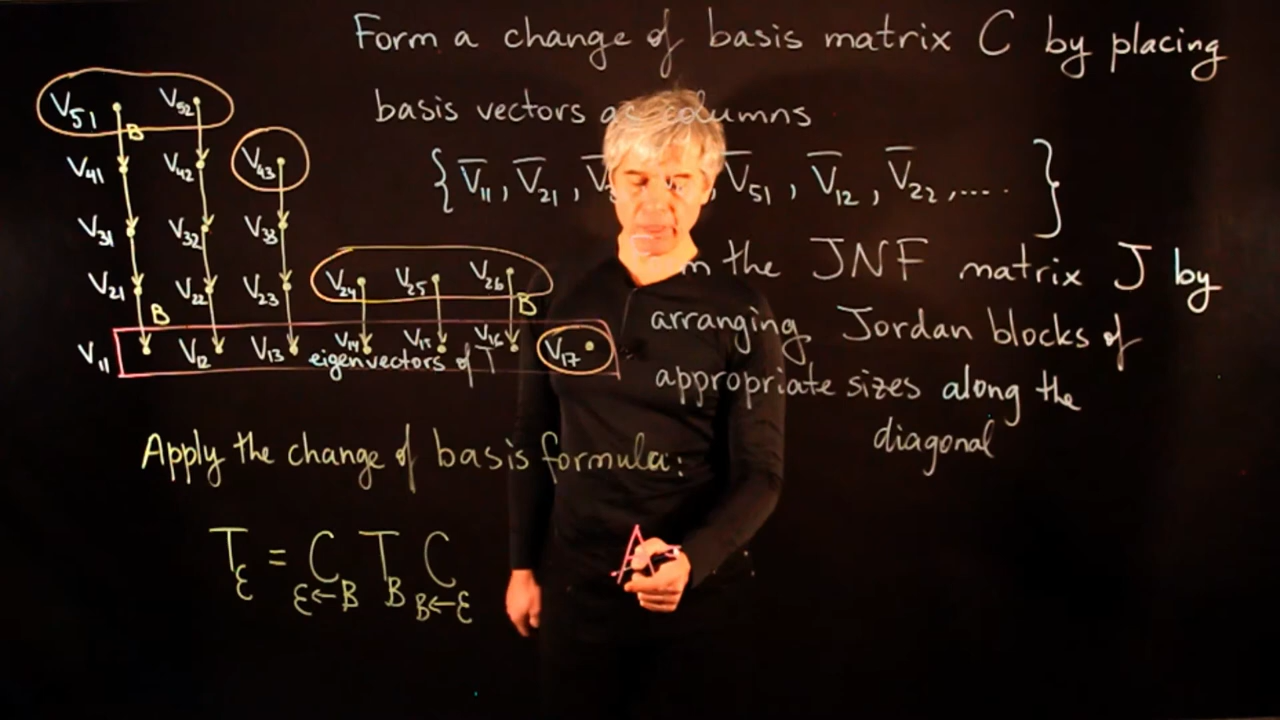 Form a change of basis matrix C by placing
basis vectors as columns
{ V̅₁₁, V̅₂₁, V̅ , V̅₅₁, V̅₁₂, V̅₂₂, .... }
the JNF matrix J by
arranging Jordan blocks of
appropriate sizes along the
diagonal
V₅₁ V₅₂
B
V₄₁ V₄₂ V₄₃
V₃₁ V₃₂ V₃₃
V₂₁ V₂₂ V₂₃ V₂₄ V₂₅ V₂₆
B B
V₁₁ V₁₂ V₁₃ V₁₄ V₁₅ V₁₆ V₁₇
eigenvectors of T
Apply the change of basis formula:
T = C T C
ε ε←B B B←ε
A